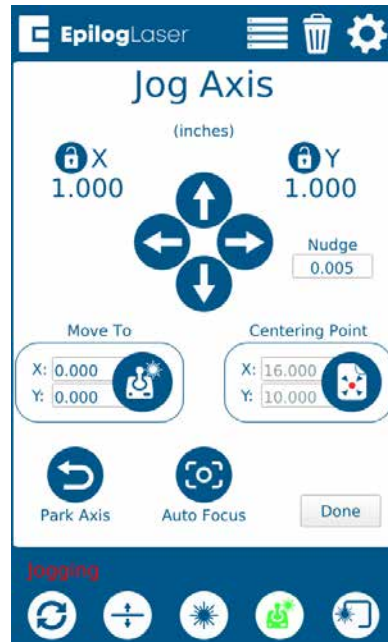 EpilogLaser
Jog Axis
(inches)
X
1.000
Y
1.000
Nudge
0.005
Move To
X: 0.000
Y: 0.000
Centering Point
X: 16.000
Y: 10.000
Park Axis
Auto Focus
Done
Jogging